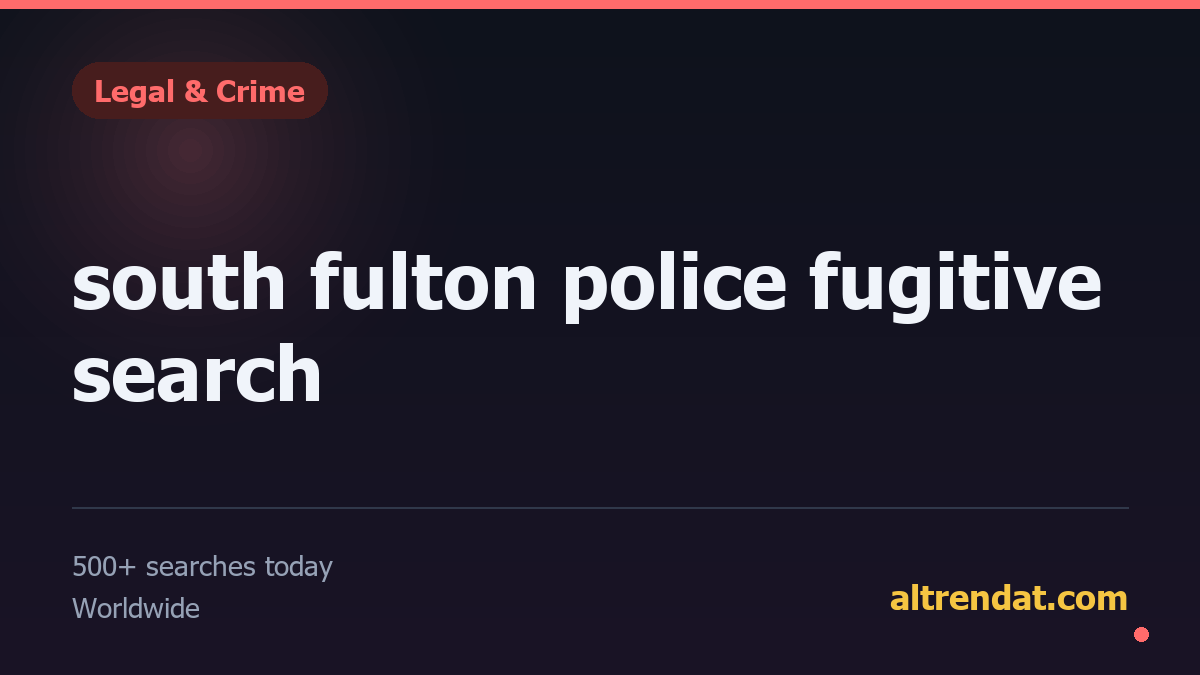 Legal & Crime
south fulton police fugitive
search
500+ searches today
Worldwide
altrendat.com